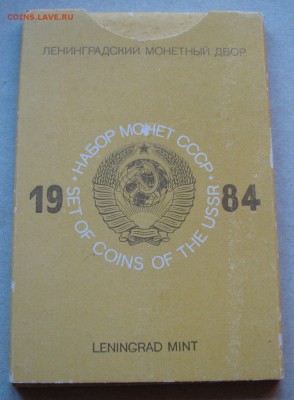 COINS.LAVE.RU
ЛЕНИНГРАДСКИЙ МОНЕТНЫЙ ДВОР
· НАБОР МОНЕТ СССР ·
19 84
SET OF COINS OF THE USSR
LENINGRAD MINT